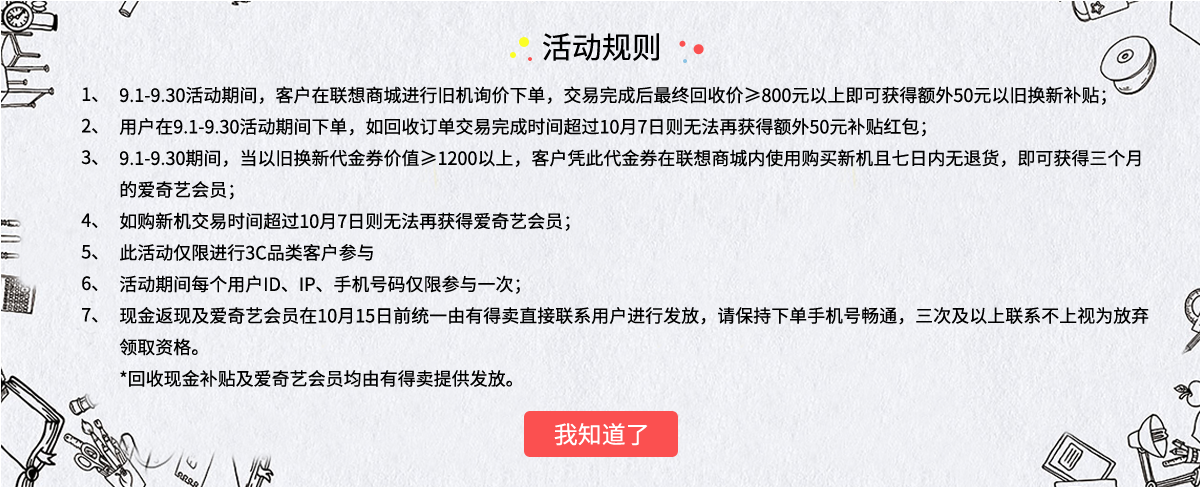 活动规则
1、 9.1-9.30活动期间，客户在联想商城进行旧机询价下单，交易完成后最终回收价≥800元以上即可获得额外50元以旧换新补贴；
2、 用户在9.1-9.30活动期间下单，如回收订单交易完成时间超过10月7日则无法再获得额外50元补贴红包；
3、 9.1-9.30期间，当以旧换新代金券价值≥1200以上，客户凭此代金券在联想商城内使用购买新机且七日内无退货，即可获得三个月
的爱奇艺会员；
4、 如购新机交易时间超过10月7日则无法再获得爱奇艺会员；
5、 此活动仅限进行3C品类客户参与
6、 活动期间每个用户ID、IP、手机号码仅限参与一次；
7、 现金返现及爱奇艺会员在10月15日前统一由有得卖直接联系用户进行发放，请保持下单手机号畅通，三次及以上联系不上视为放弃
领取资格。
*回收现金补贴及爱奇艺会员均由有得卖提供发放。
我知道了